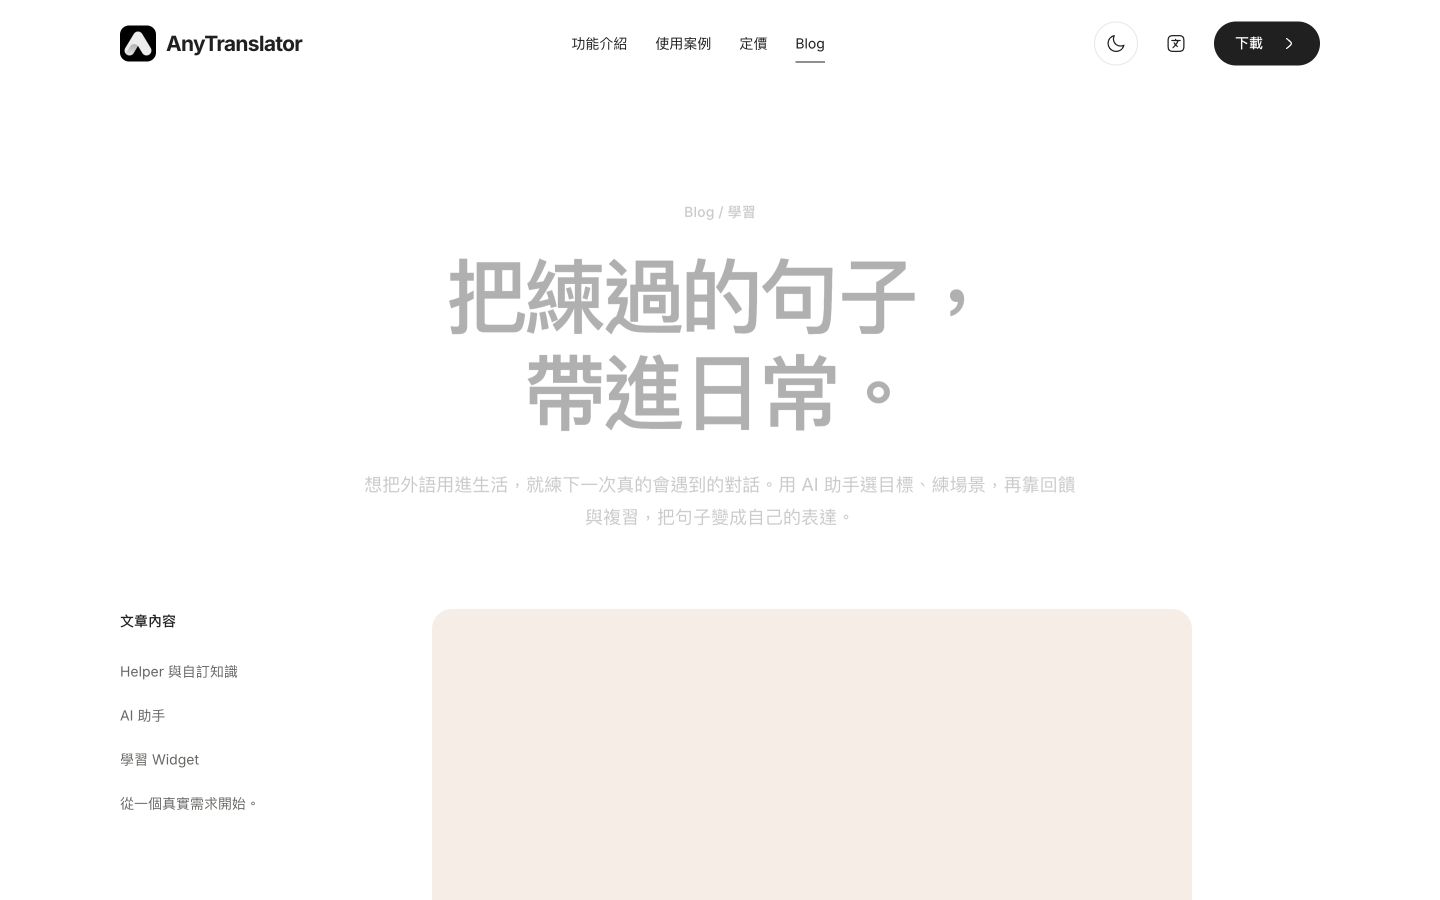 AnyTranslator
功能介紹
使用案例
定價
Blog
下載
Blog / 學習
把練過的句子，
帶進日常。
想把外語用進生活，就練下一次真的會遇到的對話。用 AI 助手選目標、練場景，再靠回饋
與複習，把句子變成自己的表達。
文章內容
Helper 與自訂知識
AI 助手
學習 Widget
從一個真實需求開始。